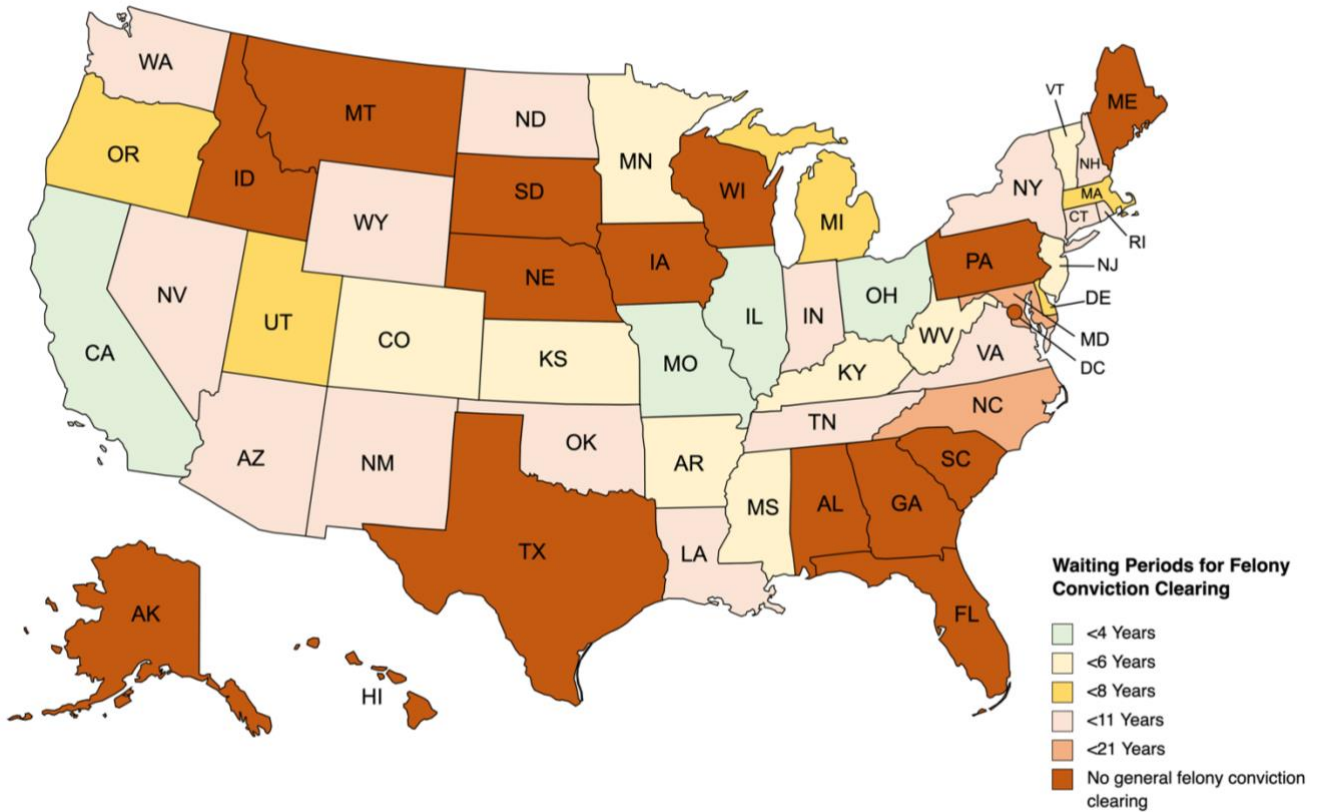 WA
MT
ND
VT
ME
OR
ID
SD
MN
WI
NH
NY
MA
MI
CT
RI
WY
IA
PA
NJ
NE
OH
DE
NV
UT
IL
IN
MD
CO
WV
VA
DC
CA
KS
MO
KY
NC
TN
AZ
NM
OK
AR
SC
MS
AL
GA
TX
LA
AK
FL
HI
Waiting Periods for Felony
Conviction Clearing
<4 Years
<6 Years
<8 Years
<11 Years
<21 Years
No general felony conviction
clearing